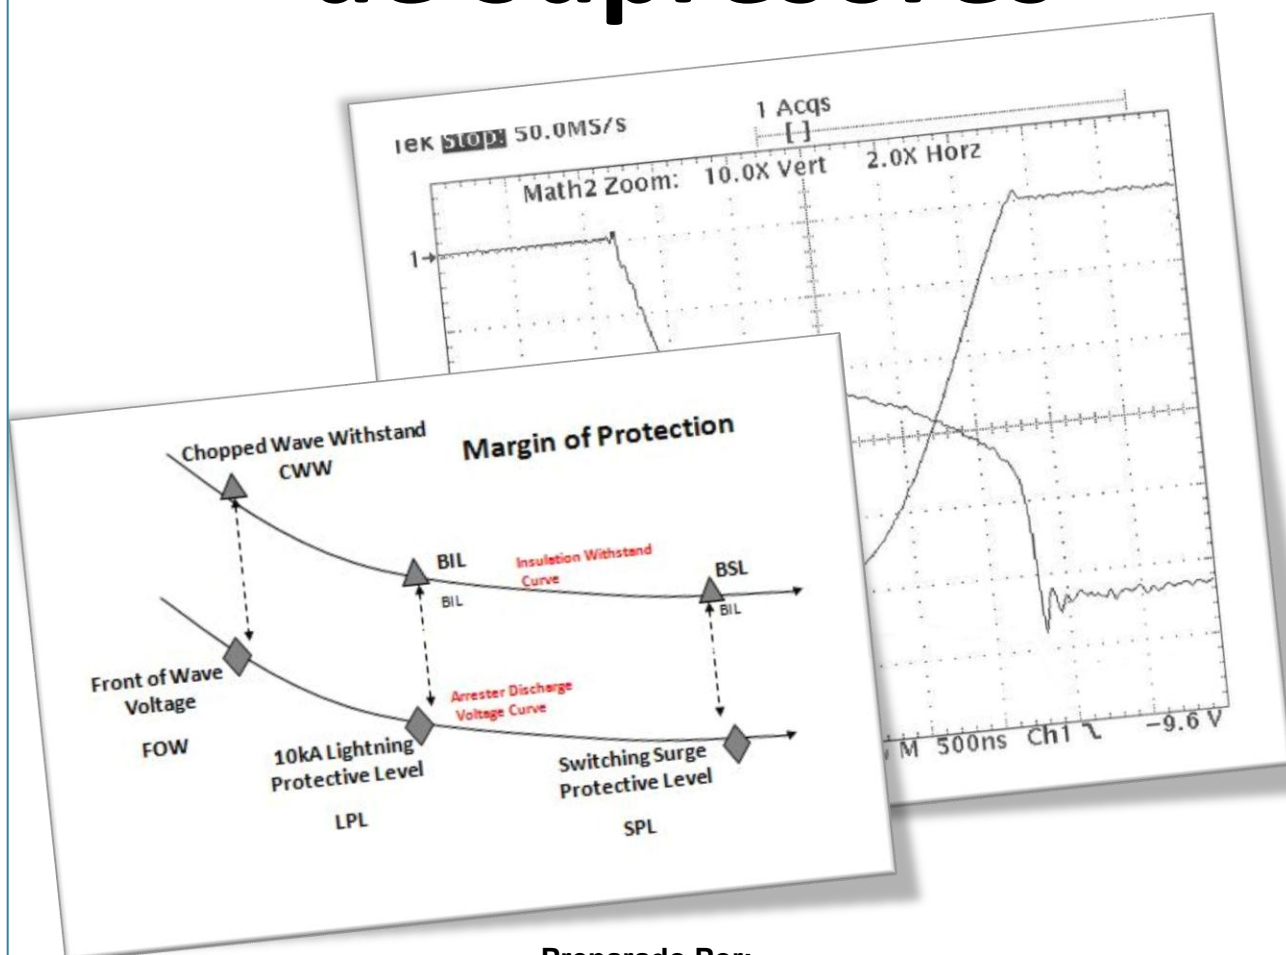 de Supresores
Tek Stop: 50.0MS/s
1 Acqs
[ ]
Math2 Zoom: 10.0X Vert 2.0X Horz
1→
M 500ns Ch1 -9.6 V
Margin of Protection
Chopped Wave Withstand
CWW
BIL
BIL
Insulation Withstand
Curve
BSL
BIL
Front of Wave
Voltage
FOW
Arrester Discharge
Voltage Curve
10kA Lightning
Protective Level
LPL
Switching Surge
Protective Level
SPL
Preparado Por: